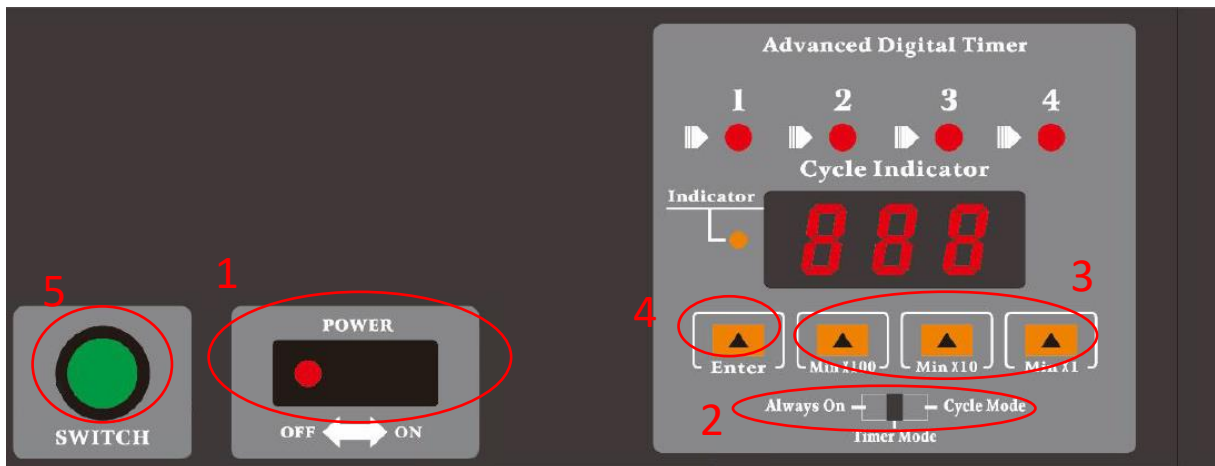 Advanced Digital Timer
1 2 3 4
Cycle Indicator
Indicator
888
5
1
4
3
POWER
Enter
Min X100
Min X10
Min X1
2
Always On
Cycle Mode
Timer Mode
SWITCH
OFF
ON